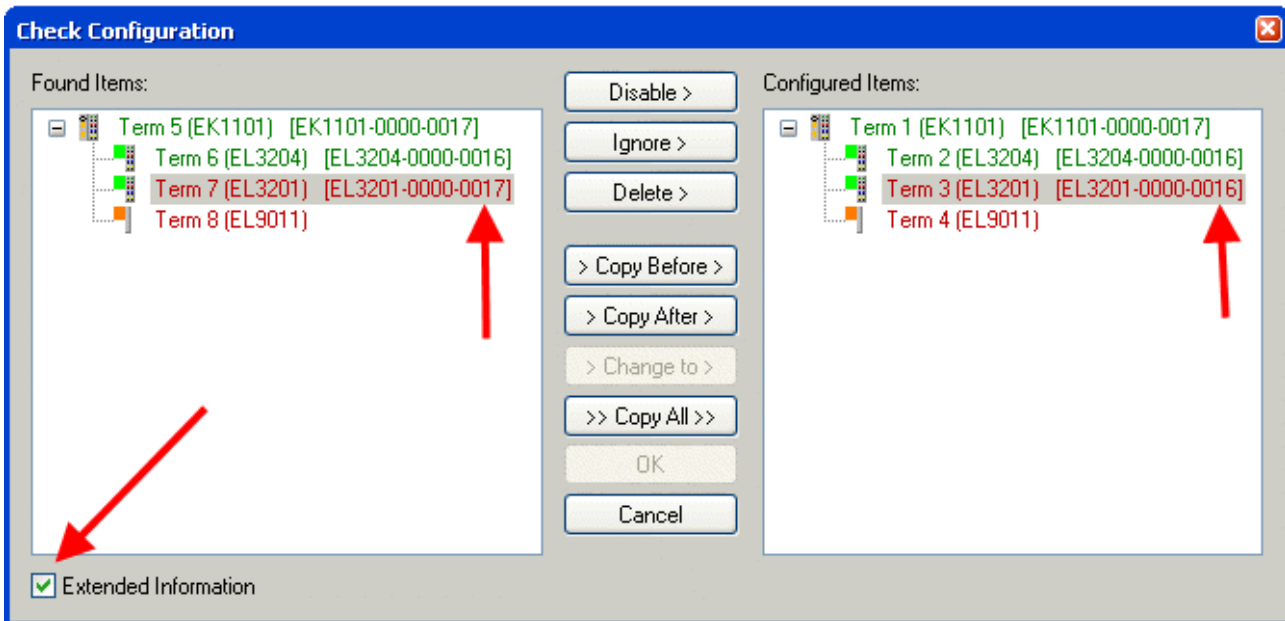 Check Configuration
Found Items:
Term 5 (EK1101) [EK1101-0000-0017]
Term 6 (EL3204) [EL3204-0000-0016]
Term 7 (EL3201) [EL3201-0000-0017]
Term 8 (EL9011)
Extended Information
Disable >
Ignore >
Delete >
> Copy Before >
> Copy After >
> Change to >
>> Copy All >>
OK
Cancel
Configured Items:
Term 1 (EK1101) [EK1101-0000-0017]
Term 2 (EL3204) [EL3204-0000-0016]
Term 3 (EL3201) [EL3201-0000-0016]
Term 4 (EL9011)